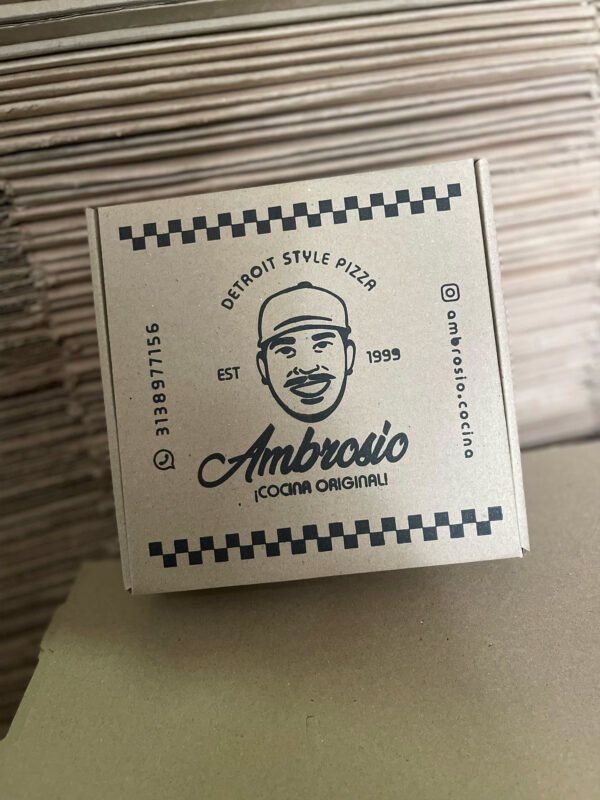 DETROIT STYLE PIZZA
EST 1999
Ambrosio
¡COCINA ORIGINAL!
3138977156
ambrosio.cocina